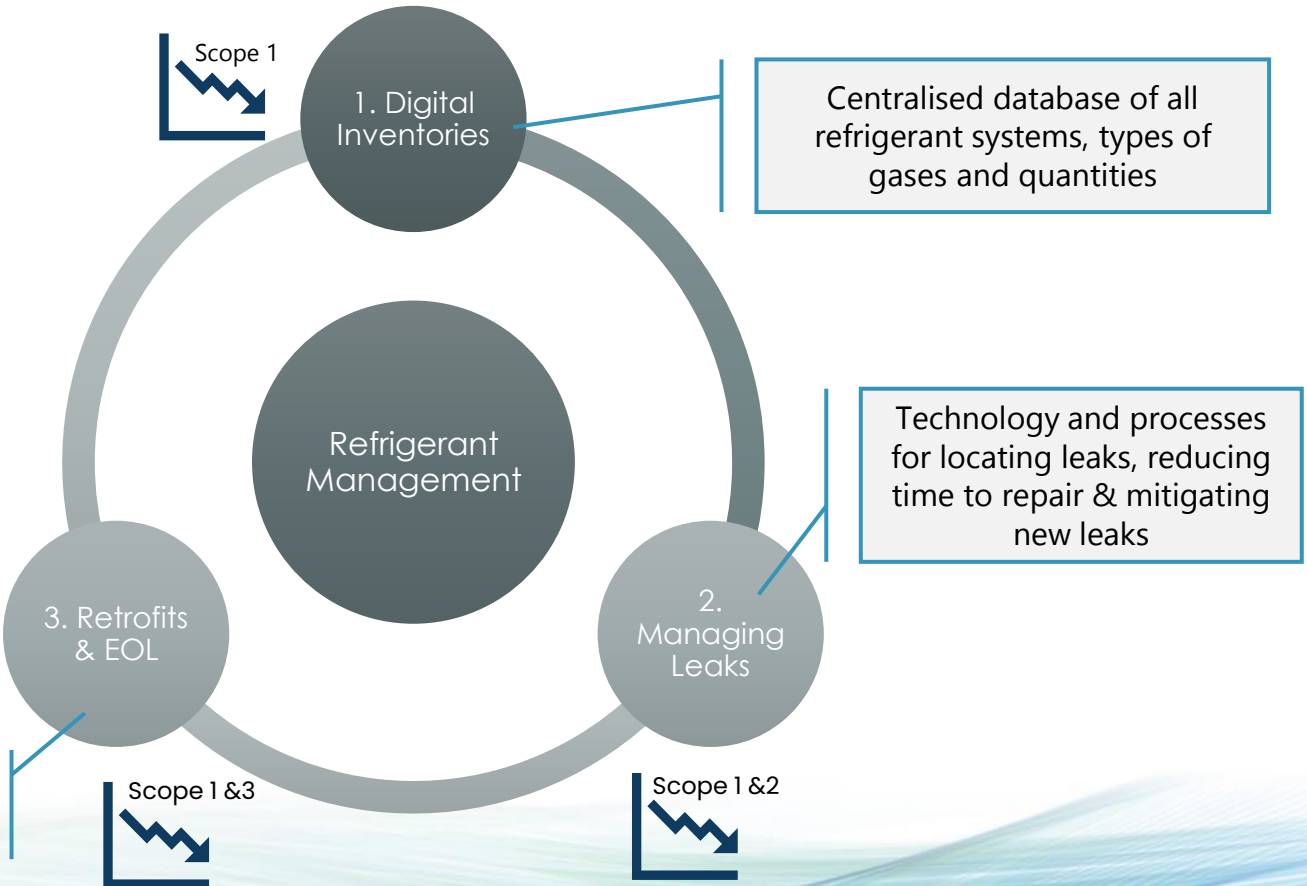 Scope 1
1. Digital
Inventories
Centralised database of all
refrigerant systems, types of
gases and quantities
Refrigerant
Management
Technology and processes
for locating leaks, reducing
time to repair & mitigating
new leaks
2.
Managing
Leaks
3. Retrofits
& EOL
Scope 1 &3
Scope 1 &2